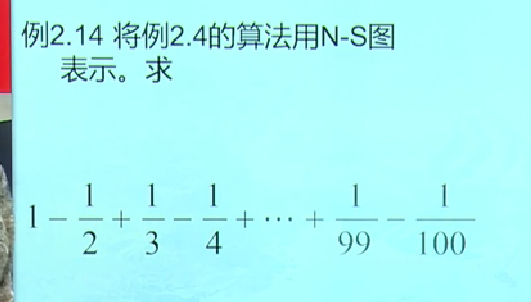 例2.14 将例2.4的算法用N-S图
表示。求
1 - 1/2 + 1/3 - 1/4 + ··· + 1/99 - 1/100